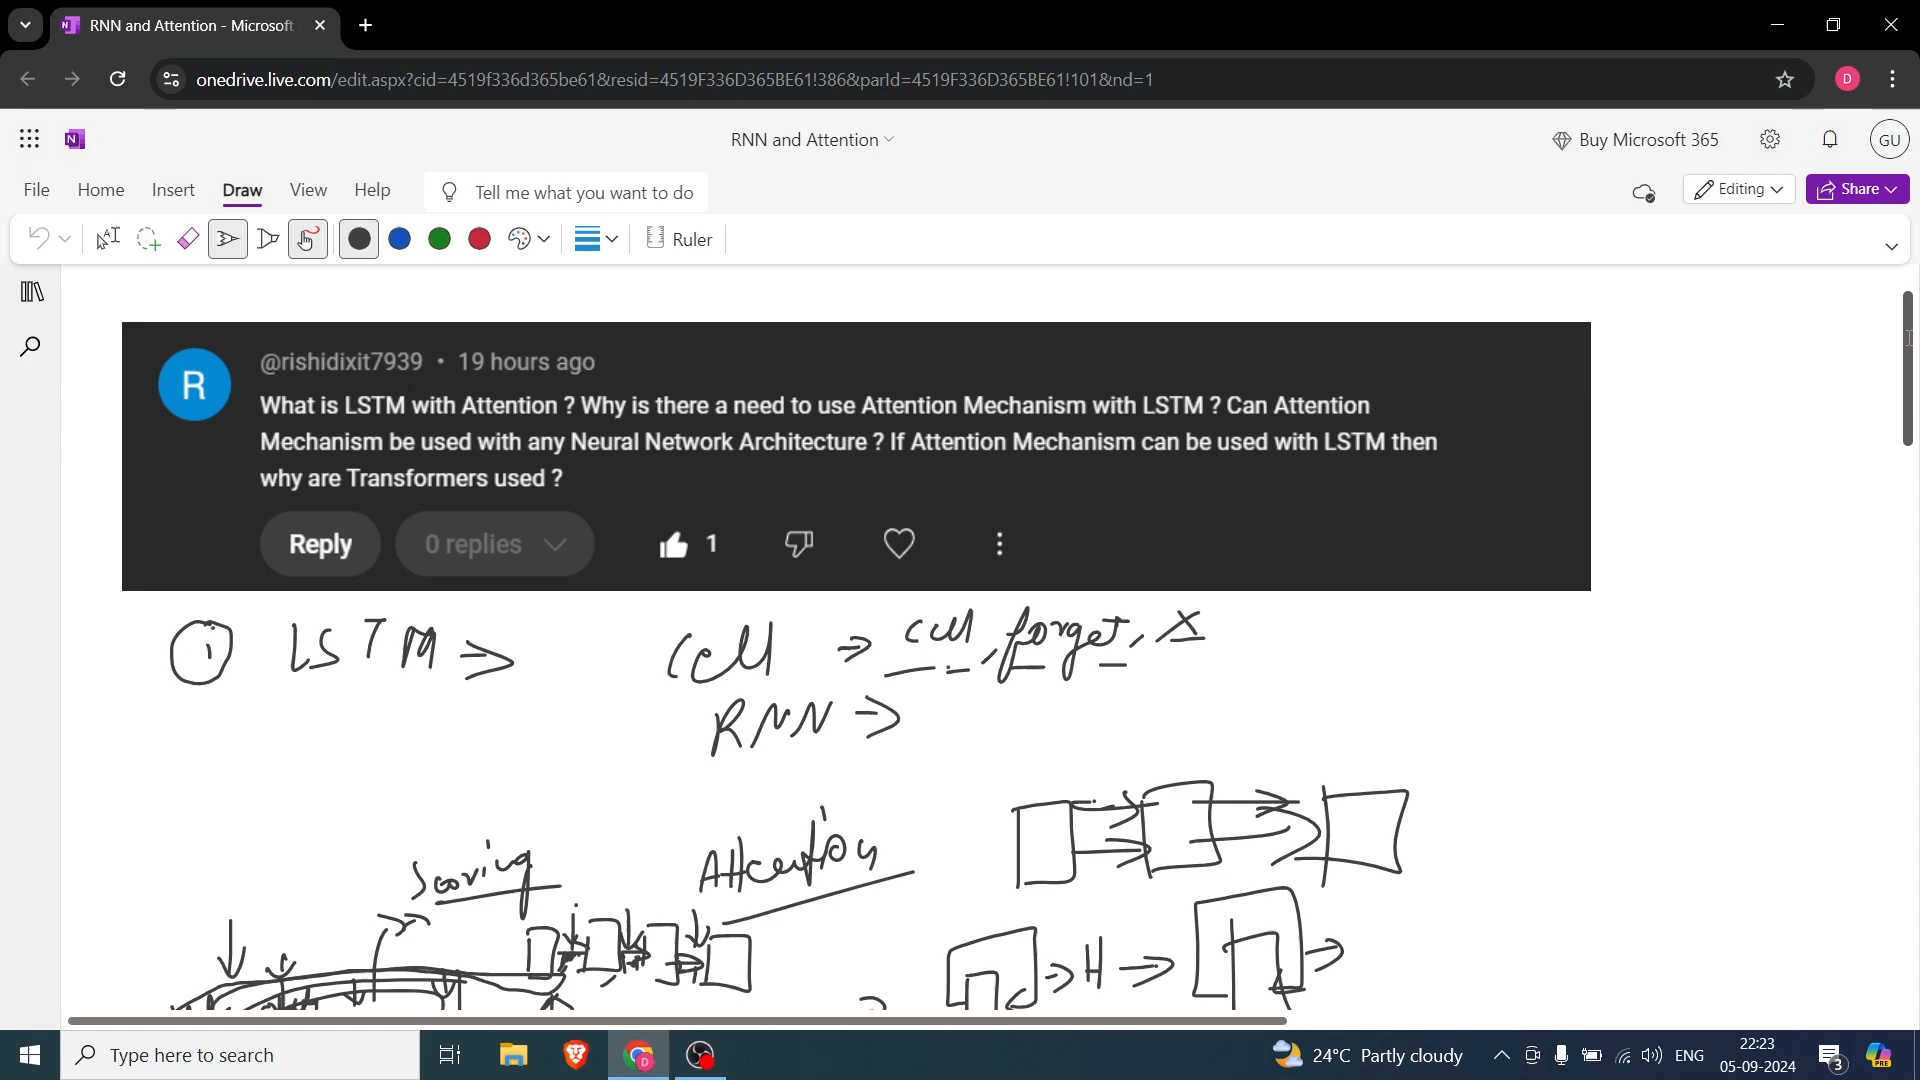 RNN and Attention - Microsoft
onedrive.live.com/edit.aspx?cid=4519f336d365be61&resid=4519F336D365BE61!386&parId=4519F336D365BE61!101&nd=1
D
N
RNN and Attention
Buy Microsoft 365
GU
File Home Insert Draw View Help
Tell me what you want to do
Editing
Share
Ruler
R
@rishidixit7939 • 19 hours ago
What is LSTM with Attention ? Why is there a need to use Attention Mechanism with LSTM ? Can Attention
Mechanism be used with any Neural Network Architecture ? If Attention Mechanism can be used with LSTM then
why are Transformers used ?
Reply
0 replies
1
i LSTM => Cell => cell, forget, X
RNN =>
Scoring
Attention
H
Type here to search
24°C Partly cloudy
ENG
22:23
05-09-2024
3
PRE